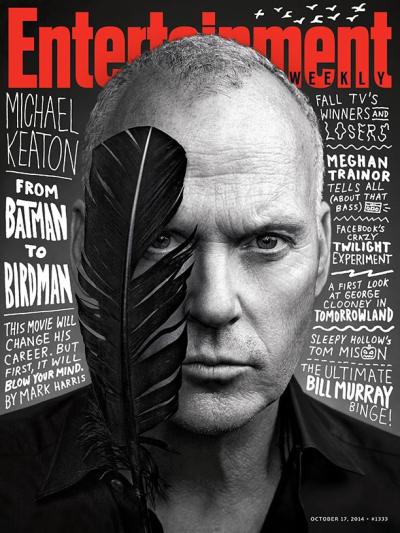 Entertainment
WEEKLY
MICHAEL
KEATON
FROM
BATMAN
TO
BIRDMAN
THIS MOVIE WILL
CHANGE HIS
CAREER. BUT
FIRST, IT WILL
BLOW YOUR MIND.
BY MARK HARRIS
FALL TV'S
WINNERS AND
LOSERS
MEGHAN
TRAINOR
TELLS ALL
(ABOUT THAT
BASS)
FACEBOOK'S
CRAZY
TWILIGHT
EXPERIMENT
A FIRST LOOK
AT GEORGE
CLOONEY IN
TOMORROWLAND
SLEEPY HOLLOW'S
TOM MISON
THE ULTIMATE
BILL MURRAY
BINGE!
OCTOBER 17, 2014 • #1333